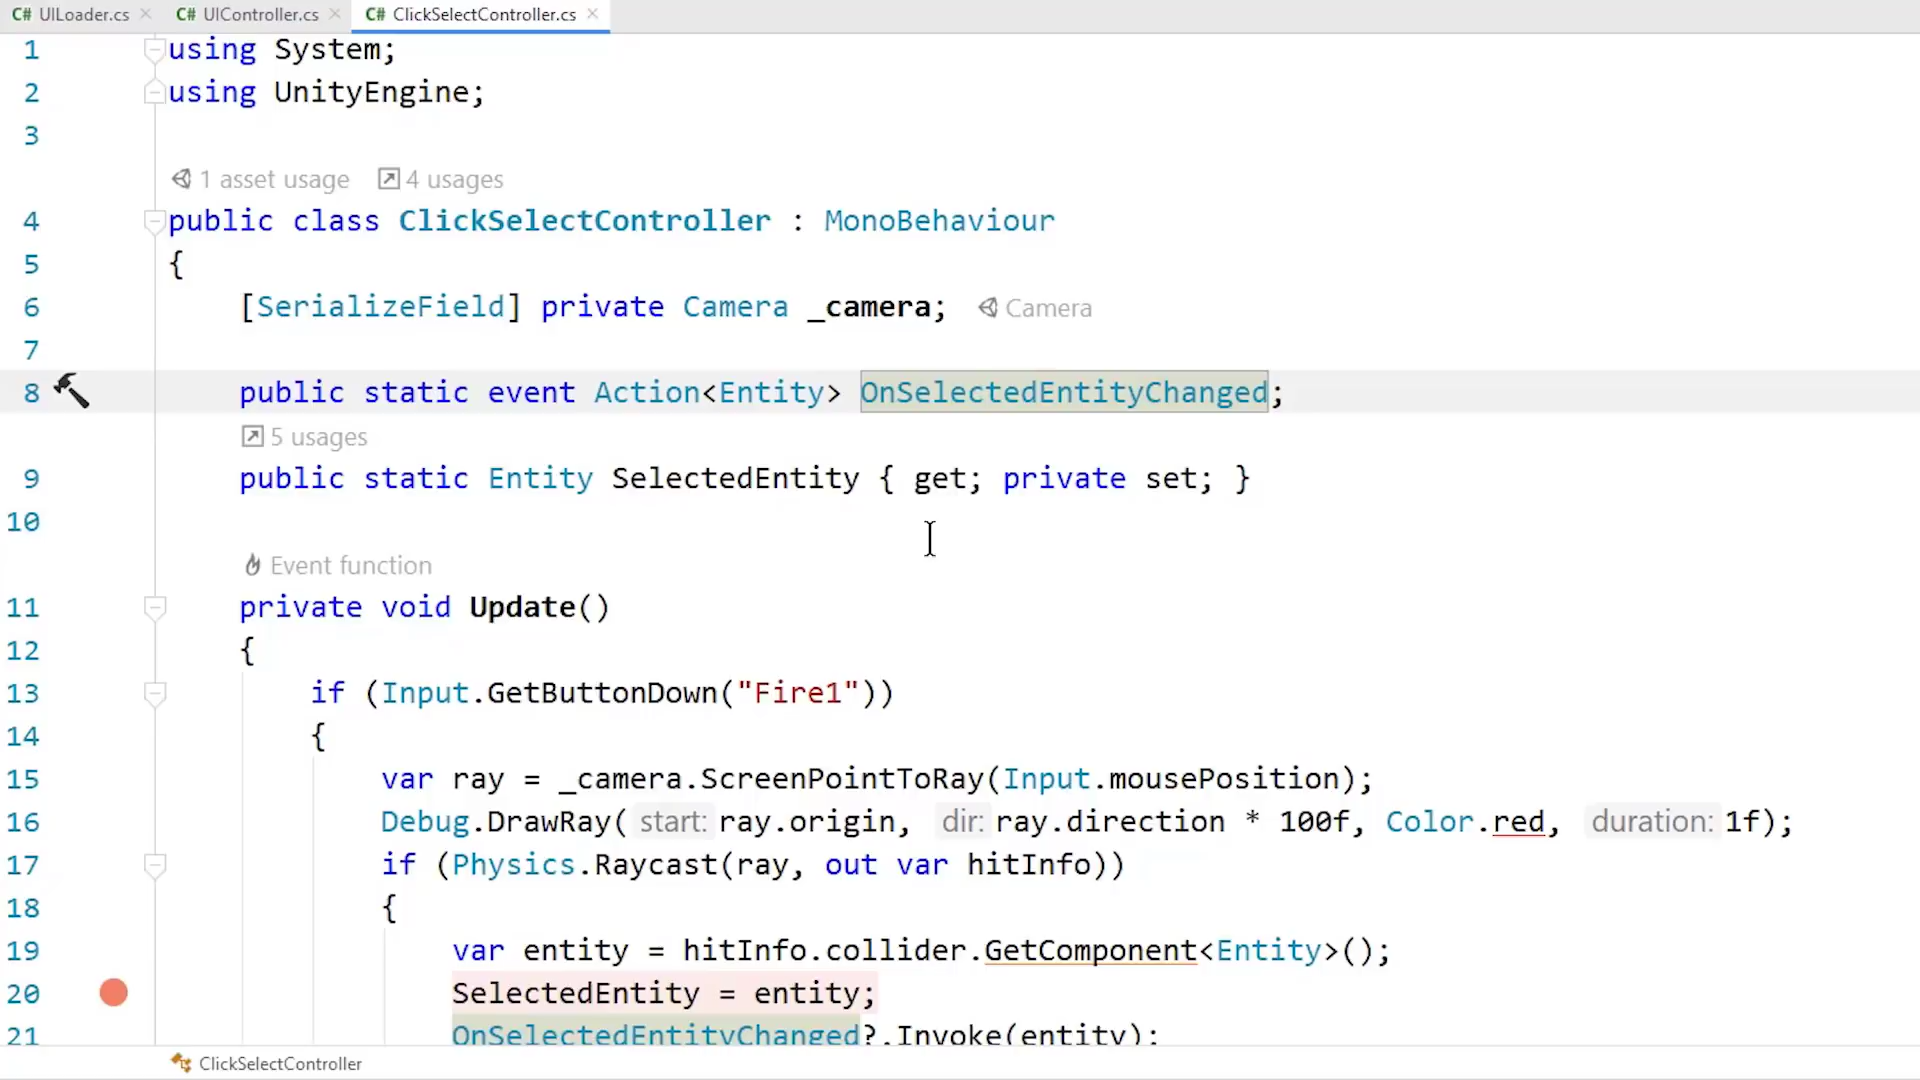 C# UILoader.cs × C# UIController.cs × C# ClickSelectController.cs ×
1 using System;
2 using UnityEngine;
3
1 asset usage 4 usages
4 public class ClickSelectController : MonoBehaviour
5 {
6 [SerializeField] private Camera _camera; Camera
7
8 public static event Action<Entity> OnSelectedEntityChanged;
5 usages
9 public static Entity SelectedEntity { get; private set; }
10
Event function
11 private void Update()
12 {
13 if (Input.GetButtonDown("Fire1"))
14 {
15 var ray = _camera.ScreenPointToRay(Input.mousePosition);
16 Debug.DrawRay( start: ray.origin, dir: ray.direction * 100f, Color.red, duration: 1f);
17 if (Physics.Raycast(ray, out var hitInfo))
18 {
19 var entity = hitInfo.collider.GetComponent<Entity>();
20 SelectedEntity = entity;
21 OnSelectedEntityChanged?.Invoke(entity);
ClickSelectController